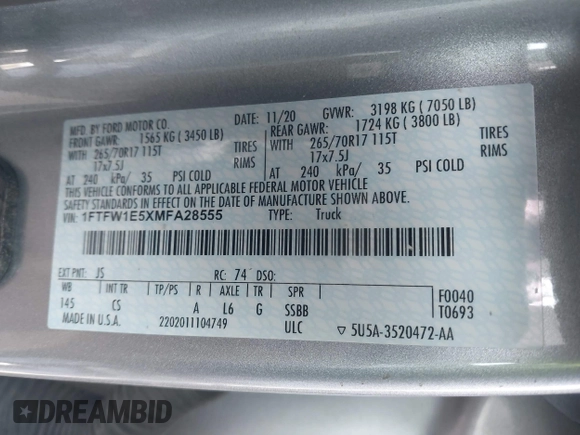 MFD. BY FORD MOTOR CO.
DATE: 11/20 GVWR: 3198 KG ( 7050 LB)
FRONT GAWR: 1565 KG ( 3450 LB)
REAR GAWR: 1724 KG ( 3800 LB)
WITH 265/70R17 115T TIRES
WITH 265/70R17 115T TIRES
17x7.5J RIMS
17x7.5J RIMS
AT 240 kPa/ 35 PSI COLD
AT 240 kPa/ 35 PSI COLD
THIS VEHICLE CONFORMS TO ALL APPLICABLE FEDERAL MOTOR VEHICLE
SAFETY STANDARDS IN EFFECT ON THE DATE OF MANUFACTURE SHOWN ABOVE
VIN: 1FTFW1E5XMFA28555
TYPE: Truck
EXT PNT: JS RC: 74 DSO:
WB INT TR TP/PS R AXLE TR SPR
145 CS A L6 G SSBB
F0040
T0693
MADE IN U.S.A. 2202011104749 ULC
5U5A-3520472-AA
DREAMBID